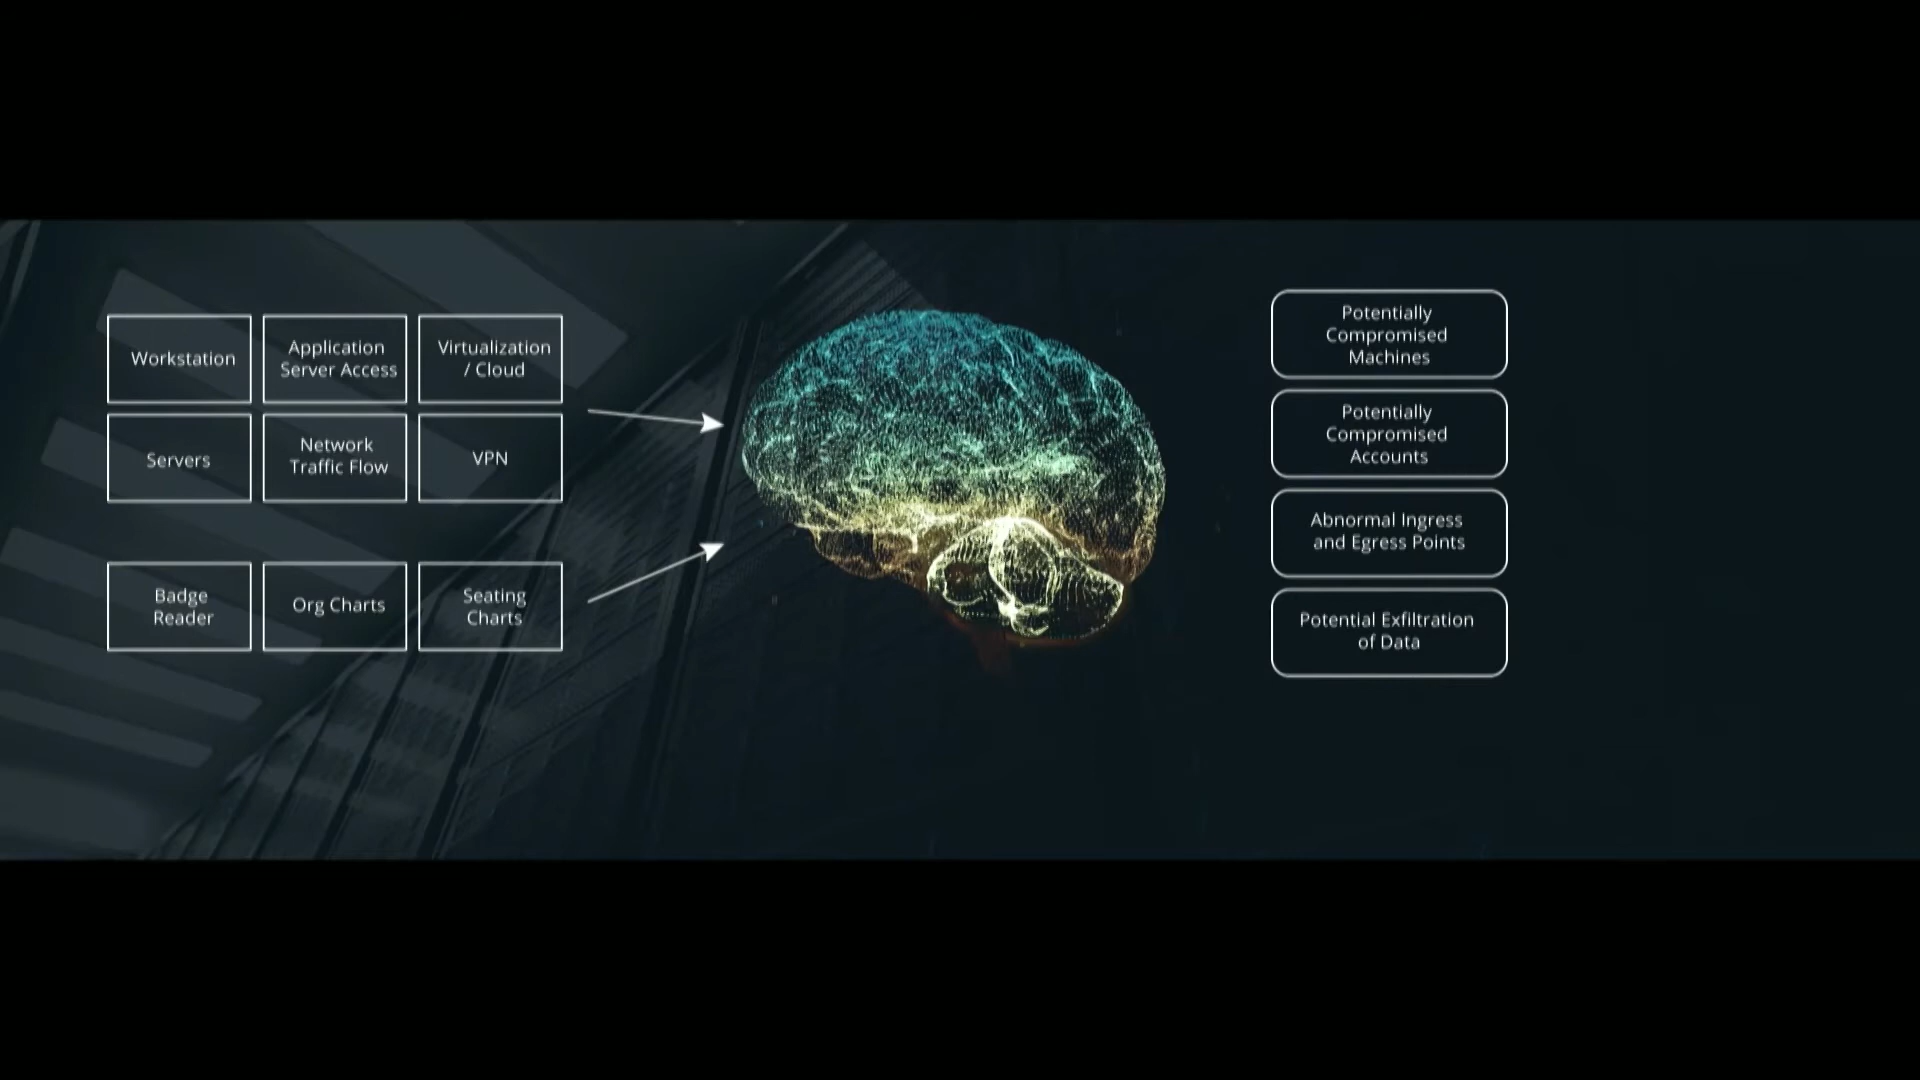 Workstation
Application
Server Access
Virtualization
/ Cloud
Servers
Network
Traffic Flow
VPN
Badge
Reader
Org Charts
Seating
Charts
Potentially
Compromised
Machines
Potentially
Compromised
Accounts
Abnormal Ingress
and Egress Points
Potential Exfiltration
of Data